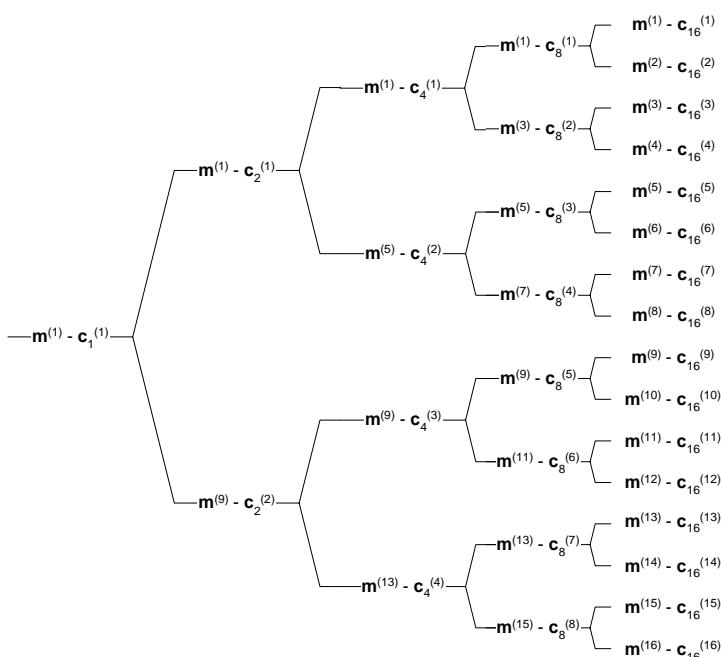 m(1) - c1(1)
m(1) - c2(1)
m(9) - c2(2)
m(1) - c4(1)
m(5) - c4(2)
m(9) - c4(3)
m(13) - c4(4)
m(1) - c8(1)
m(3) - c8(2)
m(5) - c8(3)
m(7) - c8(4)
m(9) - c8(5)
m(11) - c8(6)
m(13) - c8(7)
m(15) - c8(8)
m(1) - c16(1)
m(2) - c16(2)
m(3) - c16(3)
m(4) - c16(4)
m(5) - c16(5)
m(6) - c16(6)
m(7) - c16(7)
m(8) - c16(8)
m(9) - c16(9)
m(10) - c16(10)
m(11) - c16(11)
m(12) - c16(12)
m(13) - c16(13)
m(14) - c16(14)
m(15) - c16(15)
m(16) - c16(16)